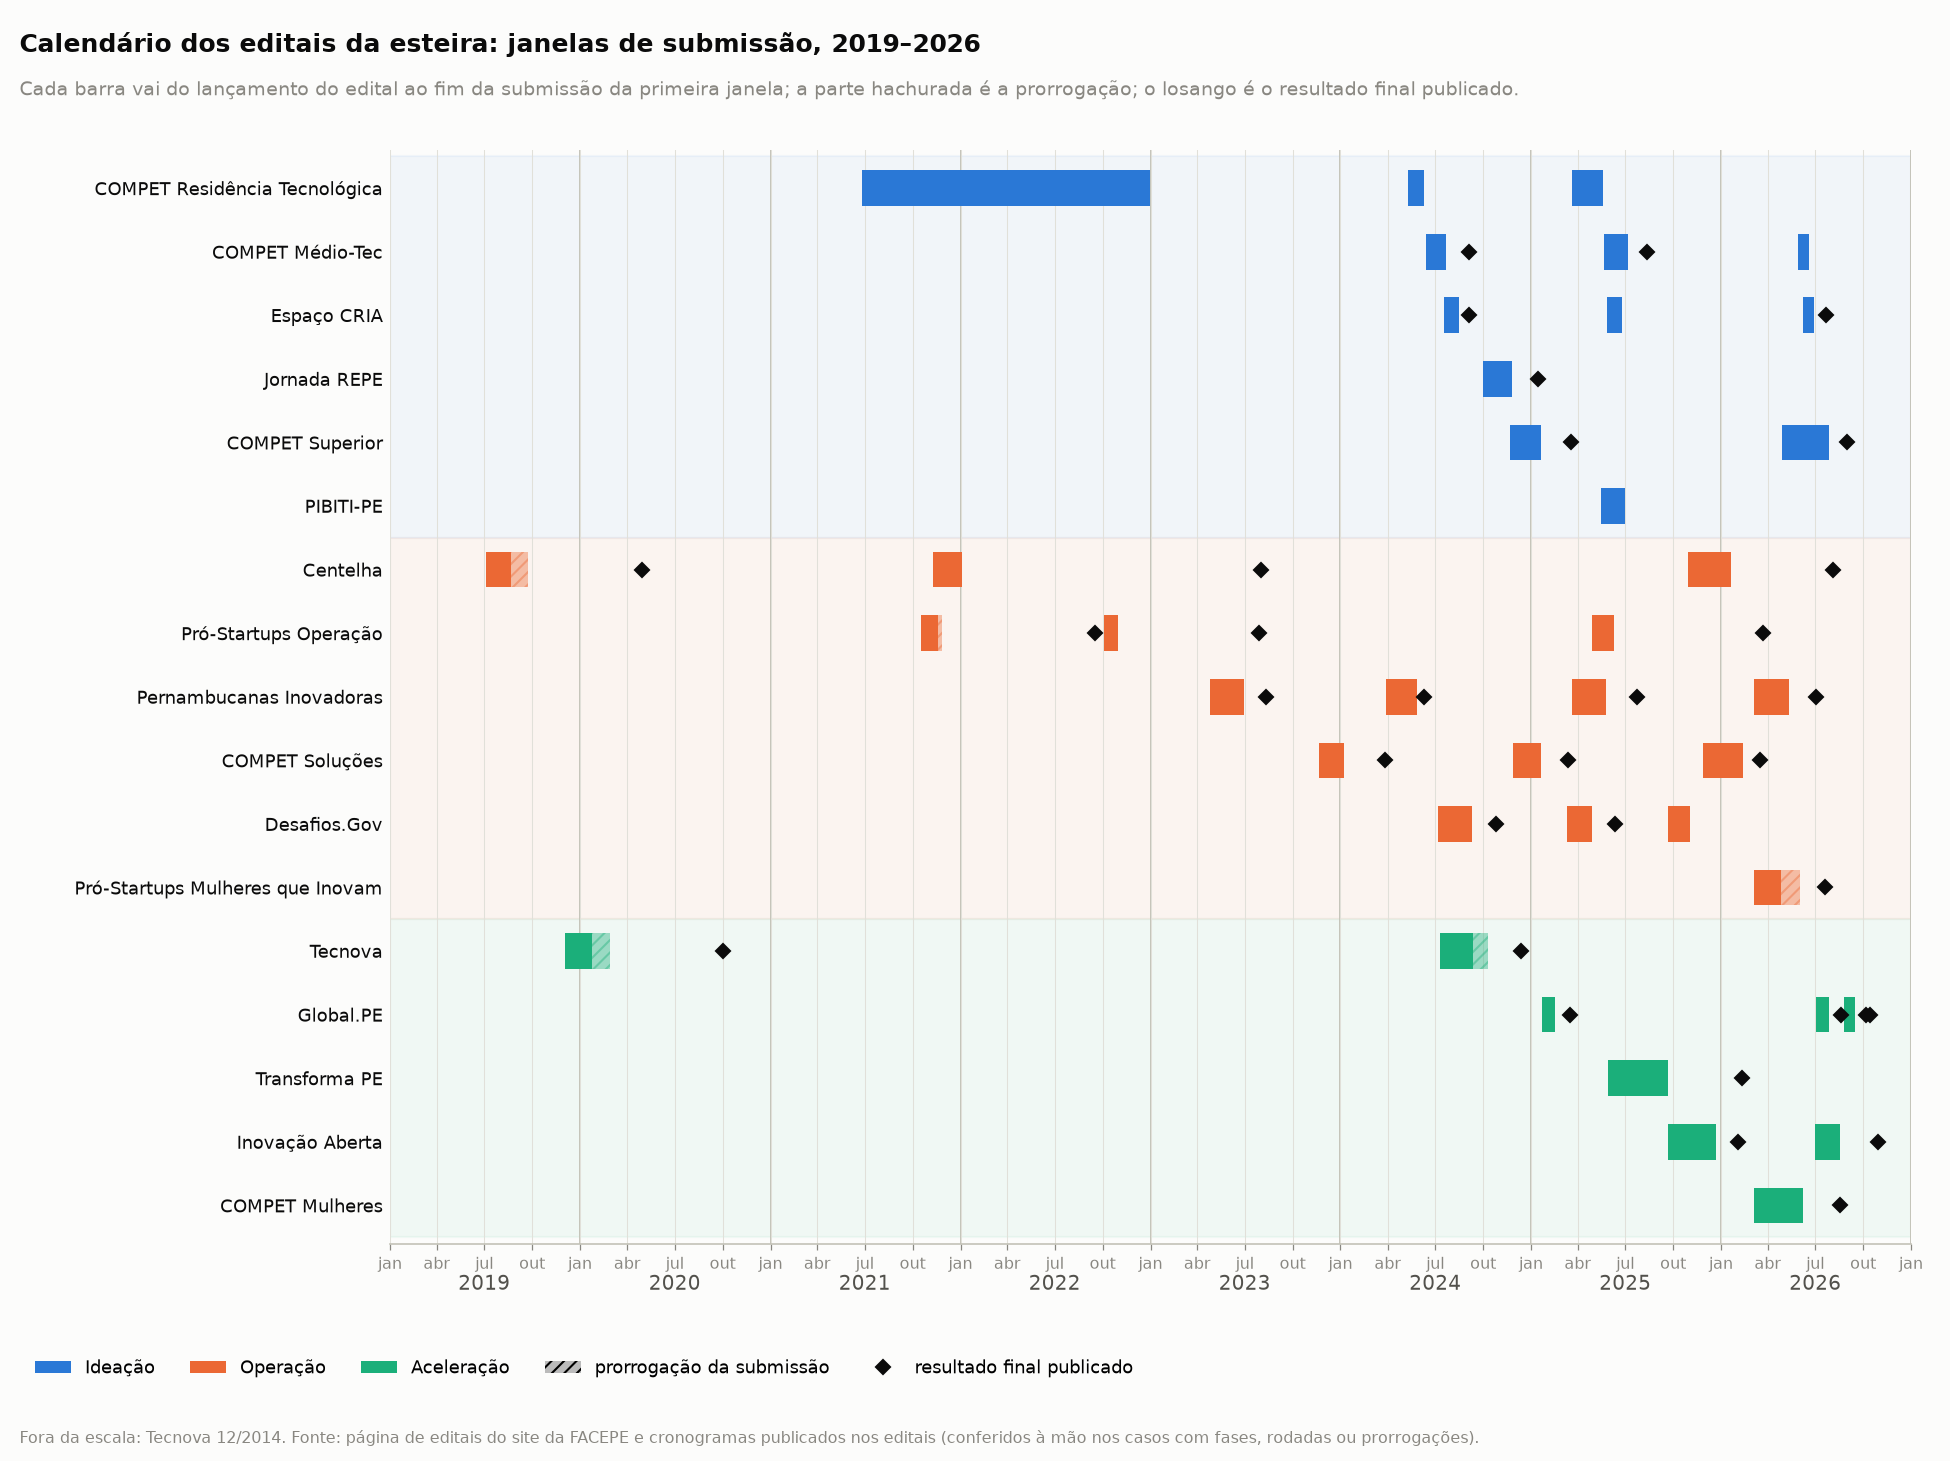 Calendário dos editais da esteira: janelas de submissão, 2019–2026
Cada barra vai do lançamento do edital ao fim da submissão da primeira janela; a parte hachurada é a prorrogação; o losango é o resultado final publicado.
COMPET Residência Tecnológica
COMPET Médio-Tec
Espaço CRIA
Jornada REPE
COMPET Superior
PIBITI-PE
Centelha
Pró-Startups Operação
Pernambucanas Inovadoras
COMPET Soluções
Desafios.Gov
Pró-Startups Mulheres que Inovam
Tecnova
Global.PE
Transforma PE
Inovação Aberta
COMPET Mulheres
jan abr jul out jan abr jul out jan abr jul out jan abr jul out jan abr jul out jan abr jul out jan abr jul out jan abr jul out jan
2019 2020 2021 2022 2023 2024 2025 2026
Ideação Operação Aceleração prorrogação da submissão resultado final publicado
Fora da escala: Tecnova 12/2014. Fonte: página de editais do site da FACEPE e cronogramas publicados nos editais (conferidos à mão nos casos com fases, rodadas ou prorrogações).